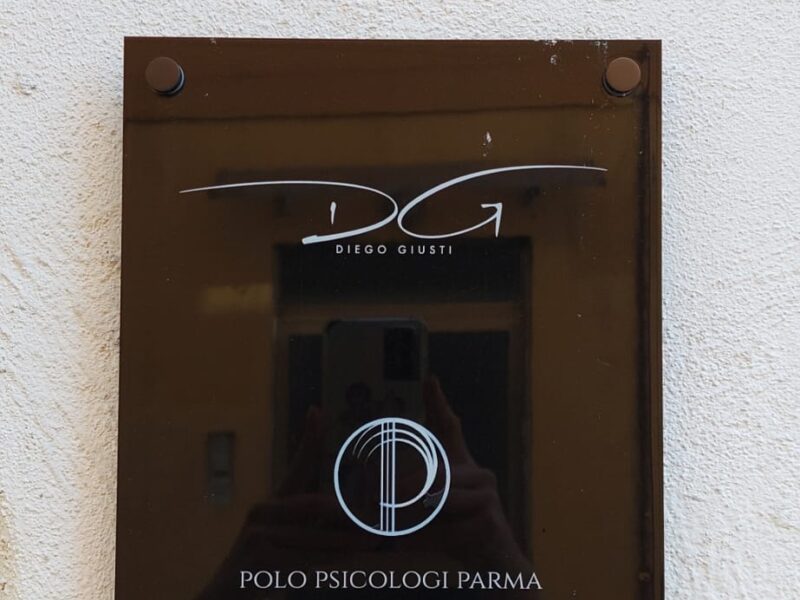 DG
DIEGO GIUSTI
P
POLO PSICOLOGI PARMA